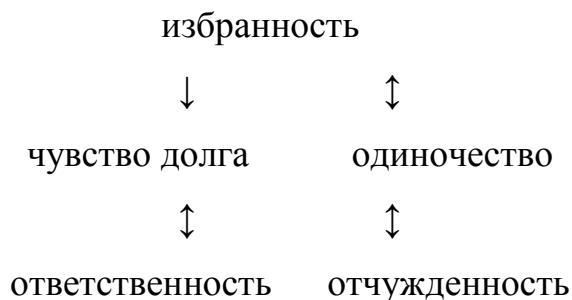 избранность
↓ ↕
чувство долга одиночество
↕ ↕
ответственность отчужденность